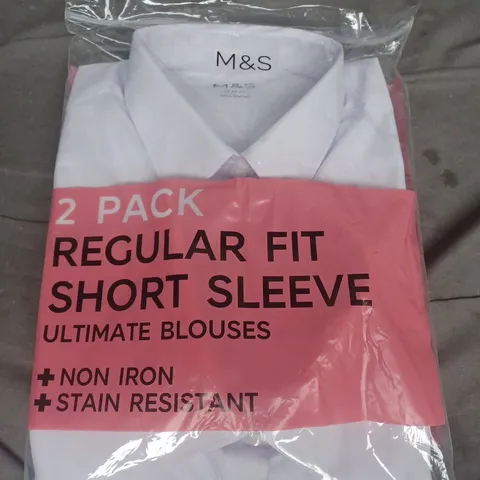 M&S
M&S
2 PACK
REGULAR FIT
SHORT SLEEVE
ULTIMATE BLOUSES
+ NON IRON
+ STAIN RESISTANT